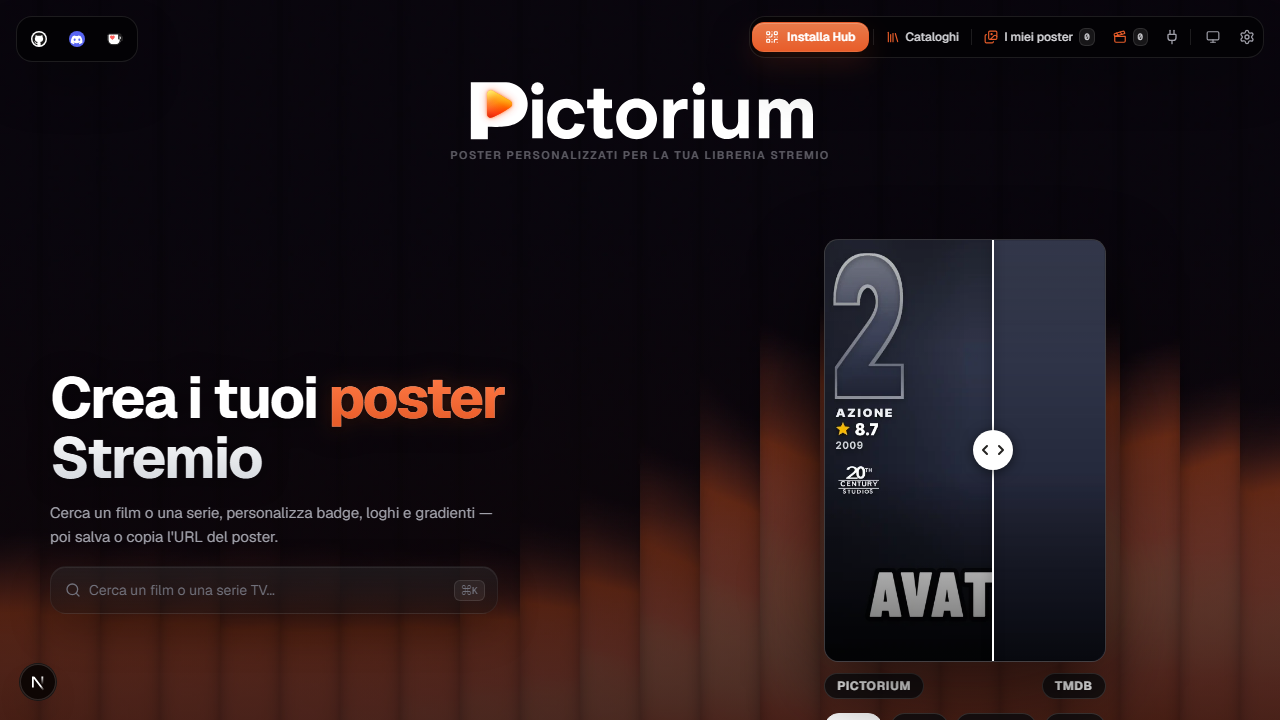 Installa Hub
Cataloghi
I miei poster 0
0
Pictorium
POSTER PERSONALIZZATI PER LA TUA LIBRERIA STREMIO
Crea i tuoi poster
Stremio
Cerca un film o una serie, personalizza badge, loghi e gradienti —
poi salva o copia l'URL del poster.
Cerca un film o una serie TV...
⌘K
2
AZIONE
8.7
2009
20TH
CENTURY
STUDIOS
AVAT
PICTORIUM
TMDB
N